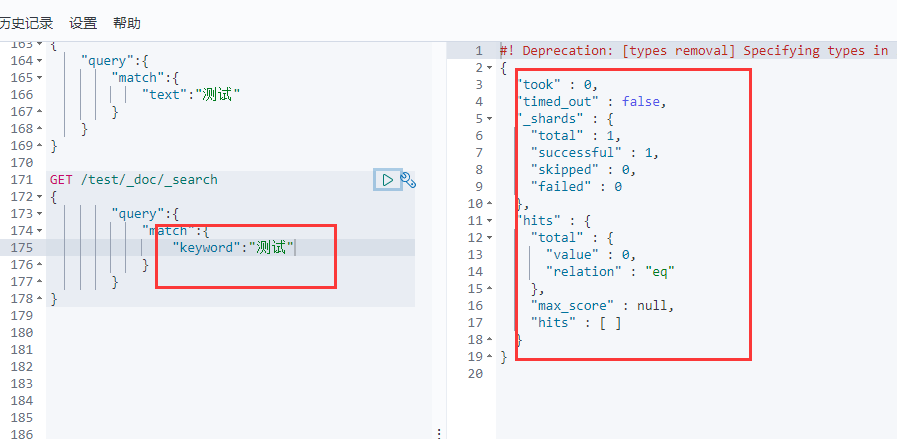 历史记录 设置 帮助
163 {
164 "query":{
165 "match":{
166 "text":"测试"
167 }
168 }
169 }
170
171 GET /test/_doc/_search
172 {
173 "query":{
174 "match":{
175 "keyword":"测试"
176 }
177 }
178 }
179
180
181
182
183
184
185
186
1 #! Deprecation: [types removal] Specifying types in
2 {
3 "took" : 0,
4 "timed_out" : false,
5 "_shards" : {
6 "total" : 1,
7 "successful" : 1,
8 "skipped" : 0,
9 "failed" : 0
10 },
11 "hits" : {
12 "total" : {
13 "value" : 0,
14 "relation" : "eq"
15 },
16 "max_score" : null,
17 "hits" : [ ]
18 }
19 }
20